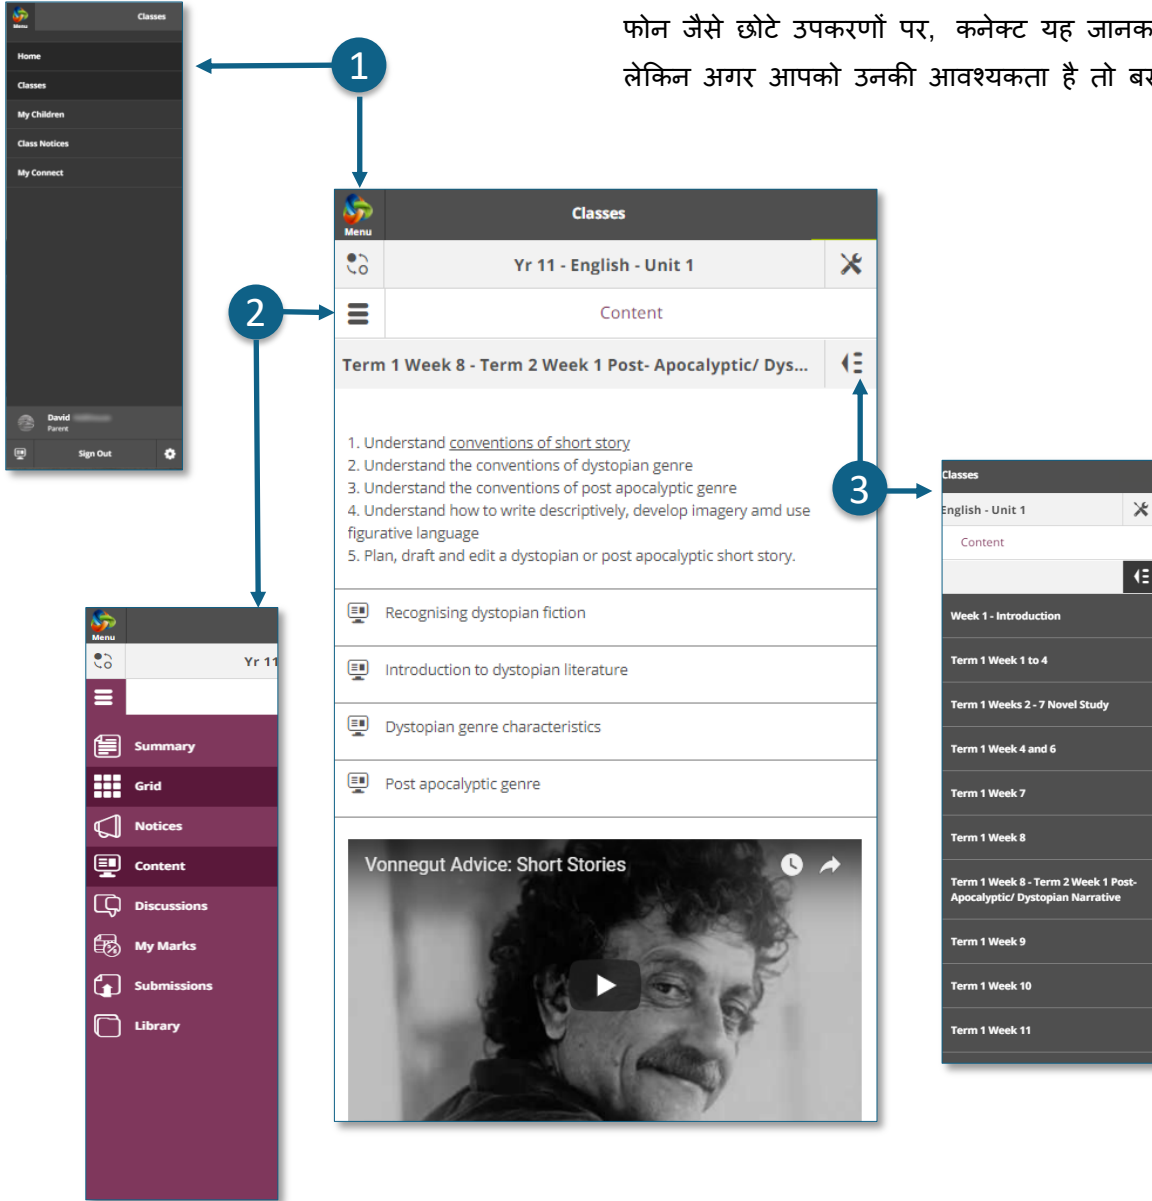 फोन जैसे छोटे उपकरणों पर, कनेक्ट यह जानक
लेकिन अगर आपको उनकी आवश्यकता है तो बस
Menu
Classes
Home
Classes
My Children
Class Notices
My Connect
David
Parent
Sign Out
1
2
3
Menu
Classes
Yr 11 - English - Unit 1
Content
Term 1 Week 8 - Term 2 Week 1 Post- Apocalyptic/ Dys...
1. Understand conventions of short story
2. Understand the conventions of dystopian genre
3. Understand the conventions of post apocalyptic genre
4. Understand how to write descriptively, develop imagery amd use
figurative language
5. Plan, draft and edit a dystopian or post apocalyptic short story.
Recognising dystopian fiction
Introduction to dystopian literature
Dystopian genre characteristics
Post apocalyptic genre
Vonnegut Advice: Short Stories
Menu
Yr 11
Summary
Grid
Notices
Content
Discussions
My Marks
Submissions
Library
Classes
English - Unit 1
Content
Week 1 - Introduction
Term 1 Week 1 to 4
Term 1 Weeks 2 - 7 Novel Study
Term 1 Week 4 and 6
Term 1 Week 7
Term 1 Week 8
Term 1 Week 8 - Term 2 Week 1 Post-
Apocalyptic/ Dystopian Narrative
Term 1 Week 9
Term 1 Week 10
Term 1 Week 11